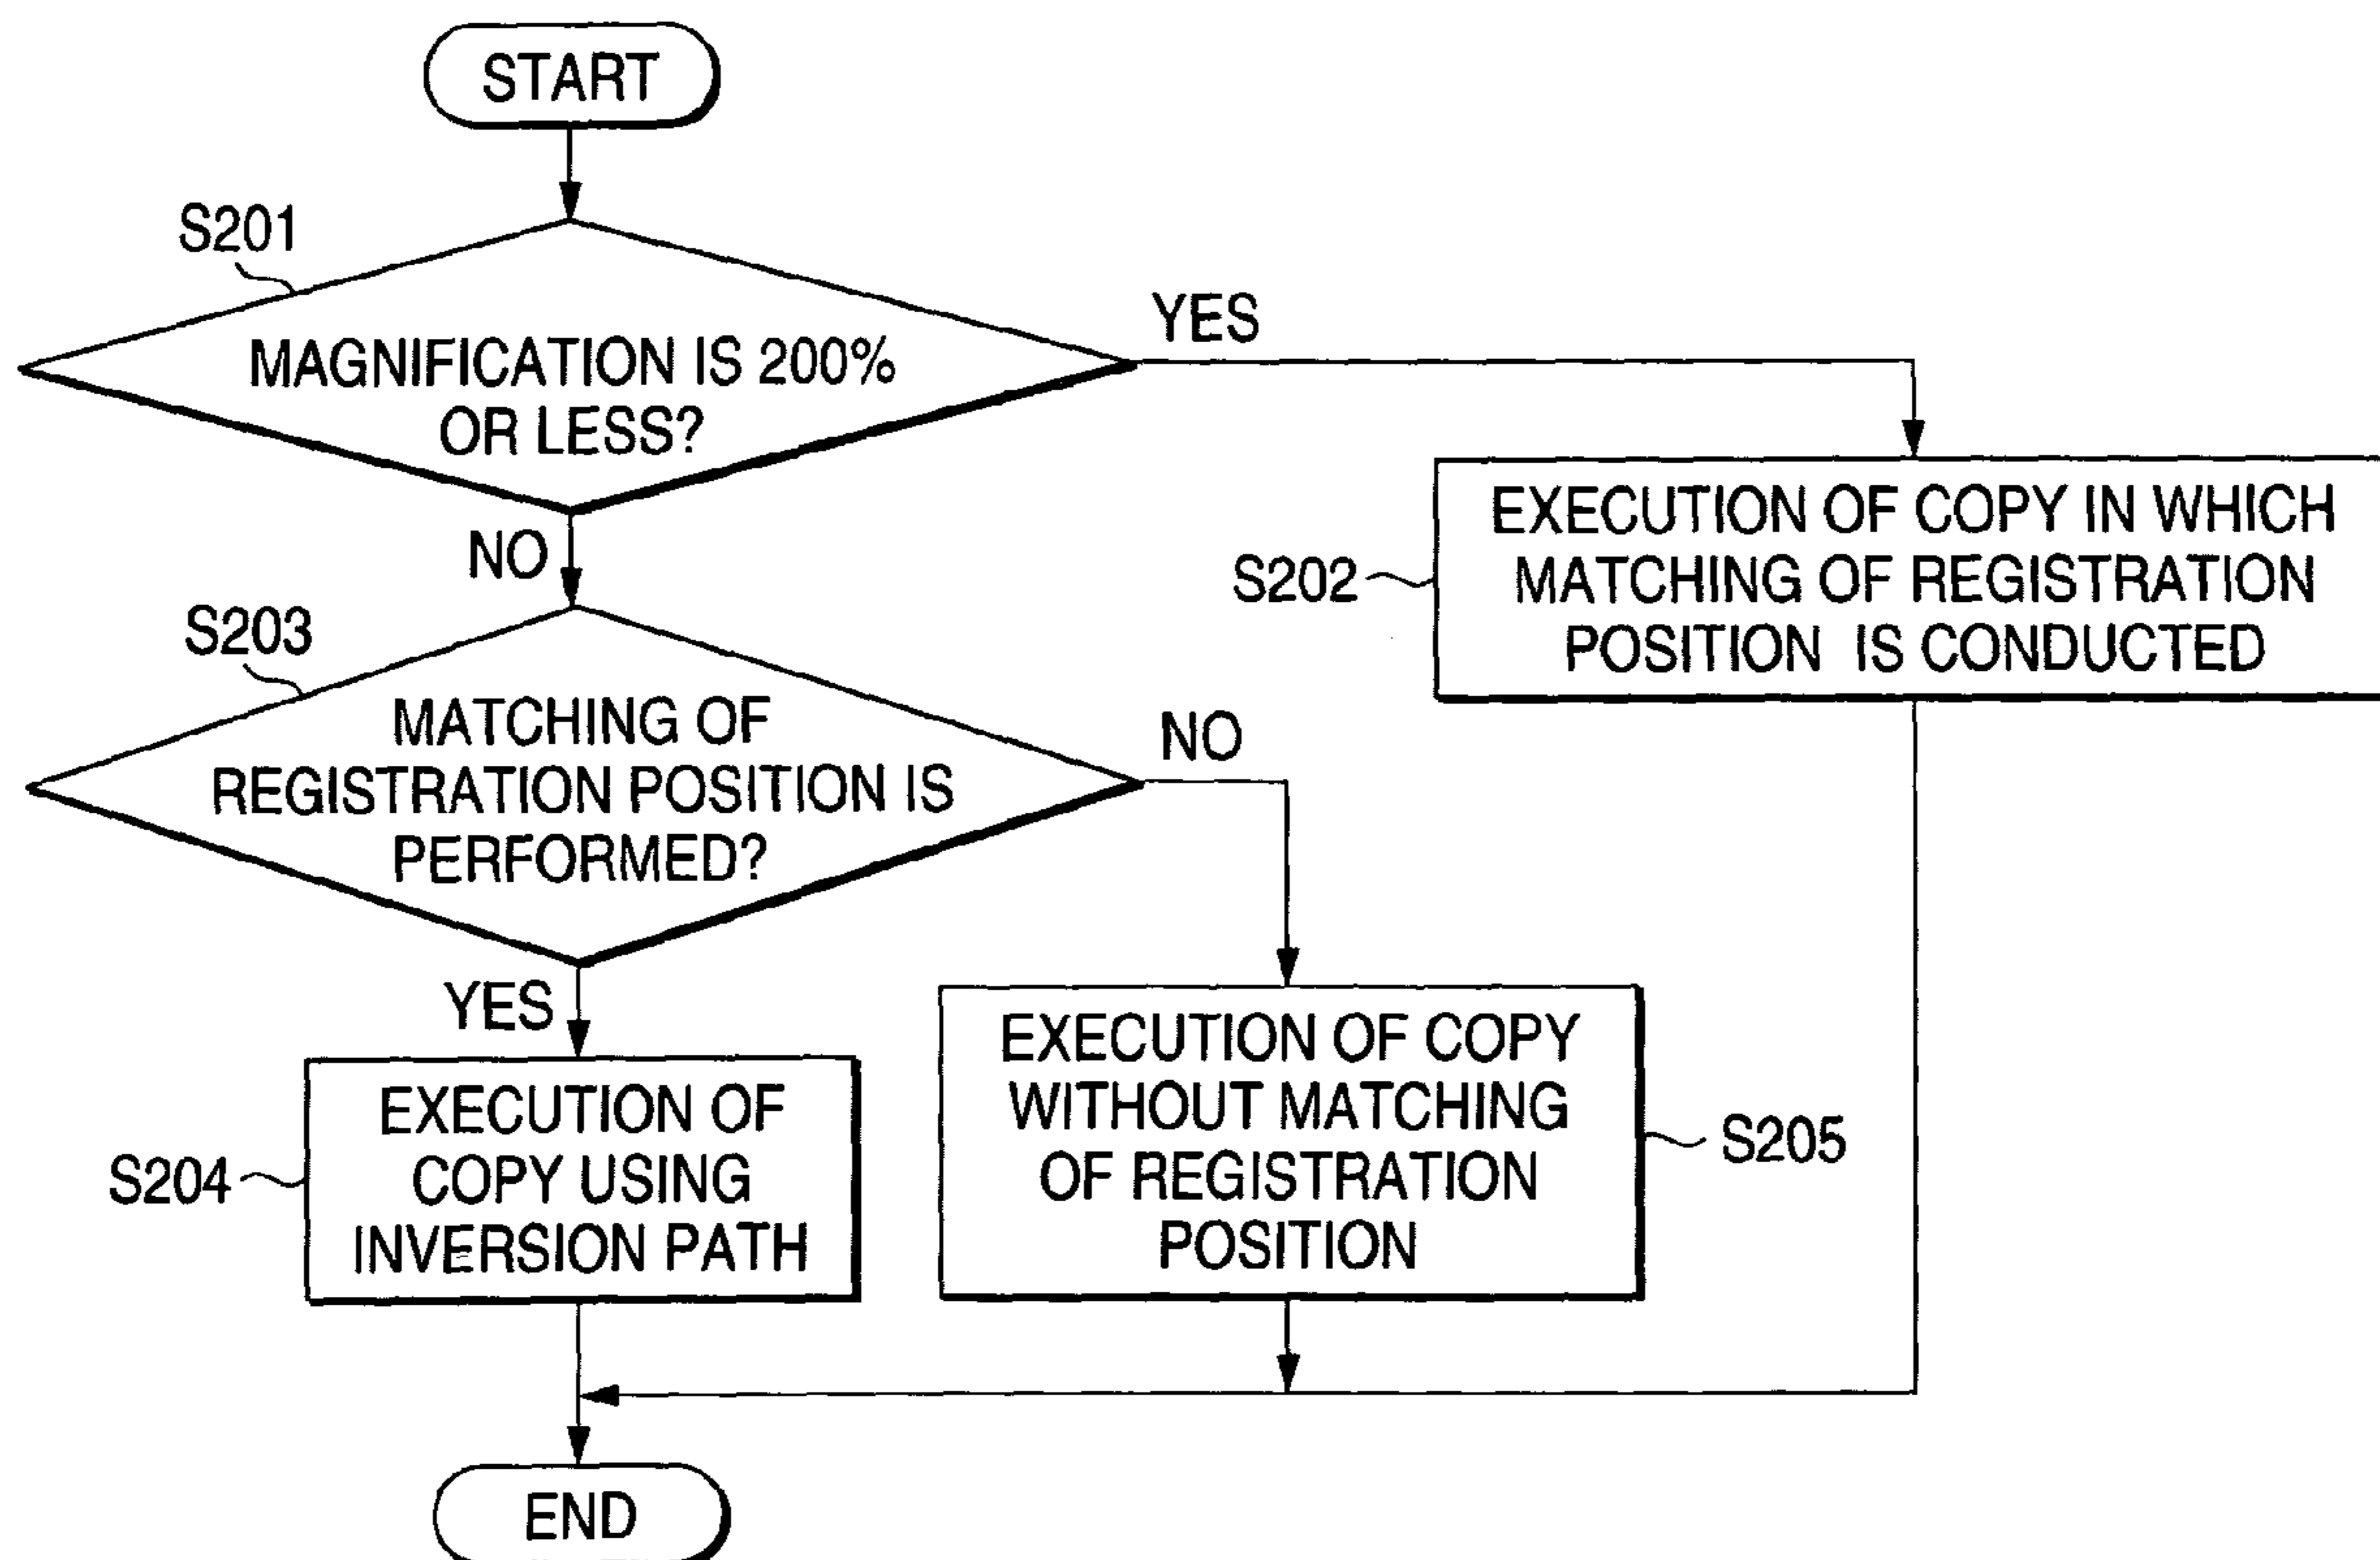 START
S201
YES
MAGNIFICATION IS 200%
OR LESS?
NO
S202
EXECUTION OF COPY IN WHICH
MATCHING OF REGISTRATION
POSITION IS CONDUCTED
S203
MATCHING OF
REGISTRATION POSITION IS
PERFORMED?
NO
YES
S204
EXECUTION OF
COPY USING
INVERSION PATH
EXECUTION OF COPY
WITHOUT MATCHING
OF REGISTRATION
POSITION
S205
END